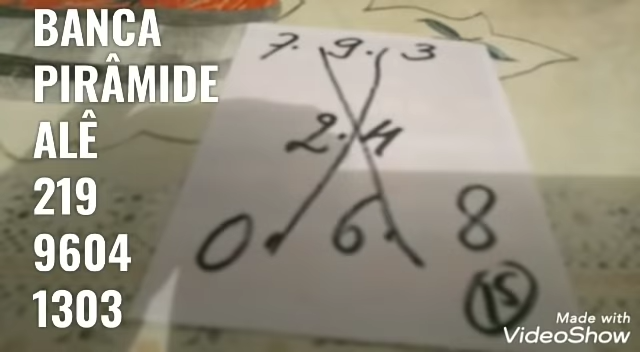 BANCA
PIRÂMIDE
ALÊ
219
9604
1303
7. 9. 3
2. 4
0 6. 8
15
Made with
VideoShow